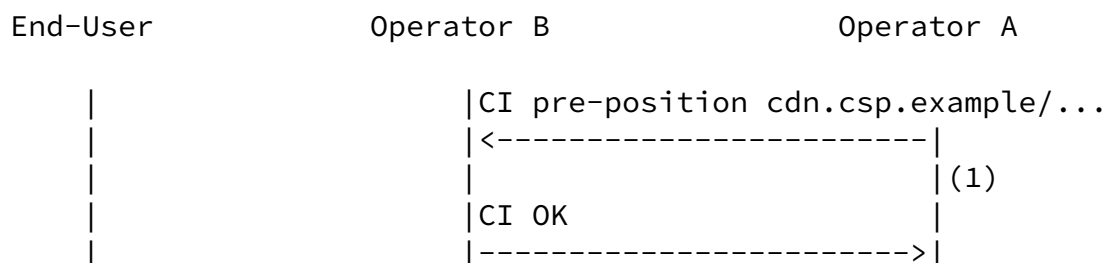 End-User Operator B Operator A
|CI pre-position cdn.csp.example/...
|<------------------------|
|(1)
|CI OK
|------------------------>|